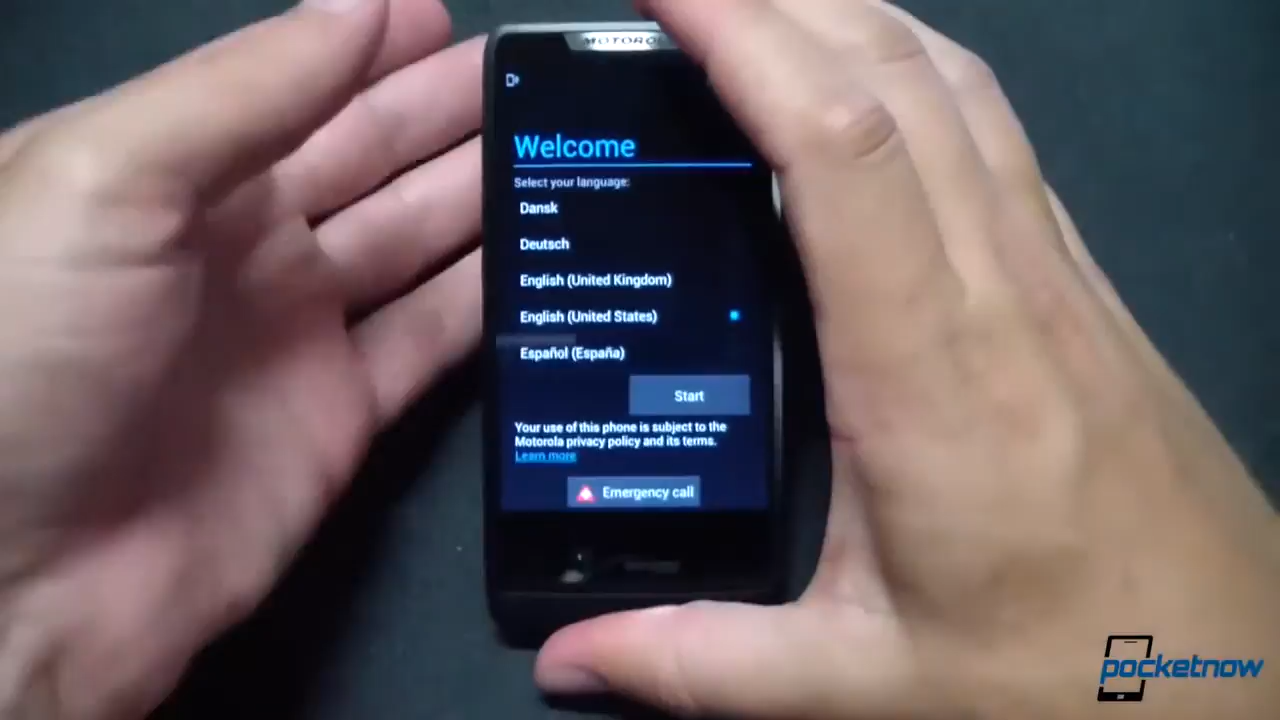 MOTORO
Welcome
Select your language:
Dansk
Deutsch
English (United Kingdom)
English (United States)
Español (España)
Start
Your use of this phone is subject to the
Motorola privacy policy and its terms.
Learn more
Emergency call
pocketnow